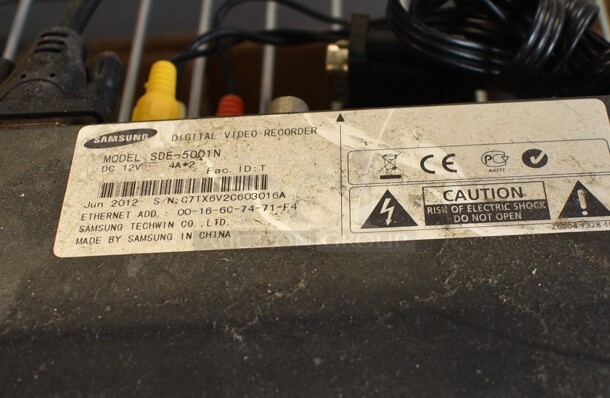 SAMSUNG DIGITAL VIDEO RECORDER
MODEL SDE-5001N
DC 12V 4A*2 Fac. ID:T
Jun 2012 S/N:C7TX6V2C603016A
ETHERNET ADD. : 00-16-6C-74-71-F4
SAMSUNG TECHWIN CO.,LTD.
MADE BY SAMSUNG IN CHINA
CE
АЮ77
CAUTION
RISK OF ELECTRIC SHOCK
DO NOT OPEN
GROUP